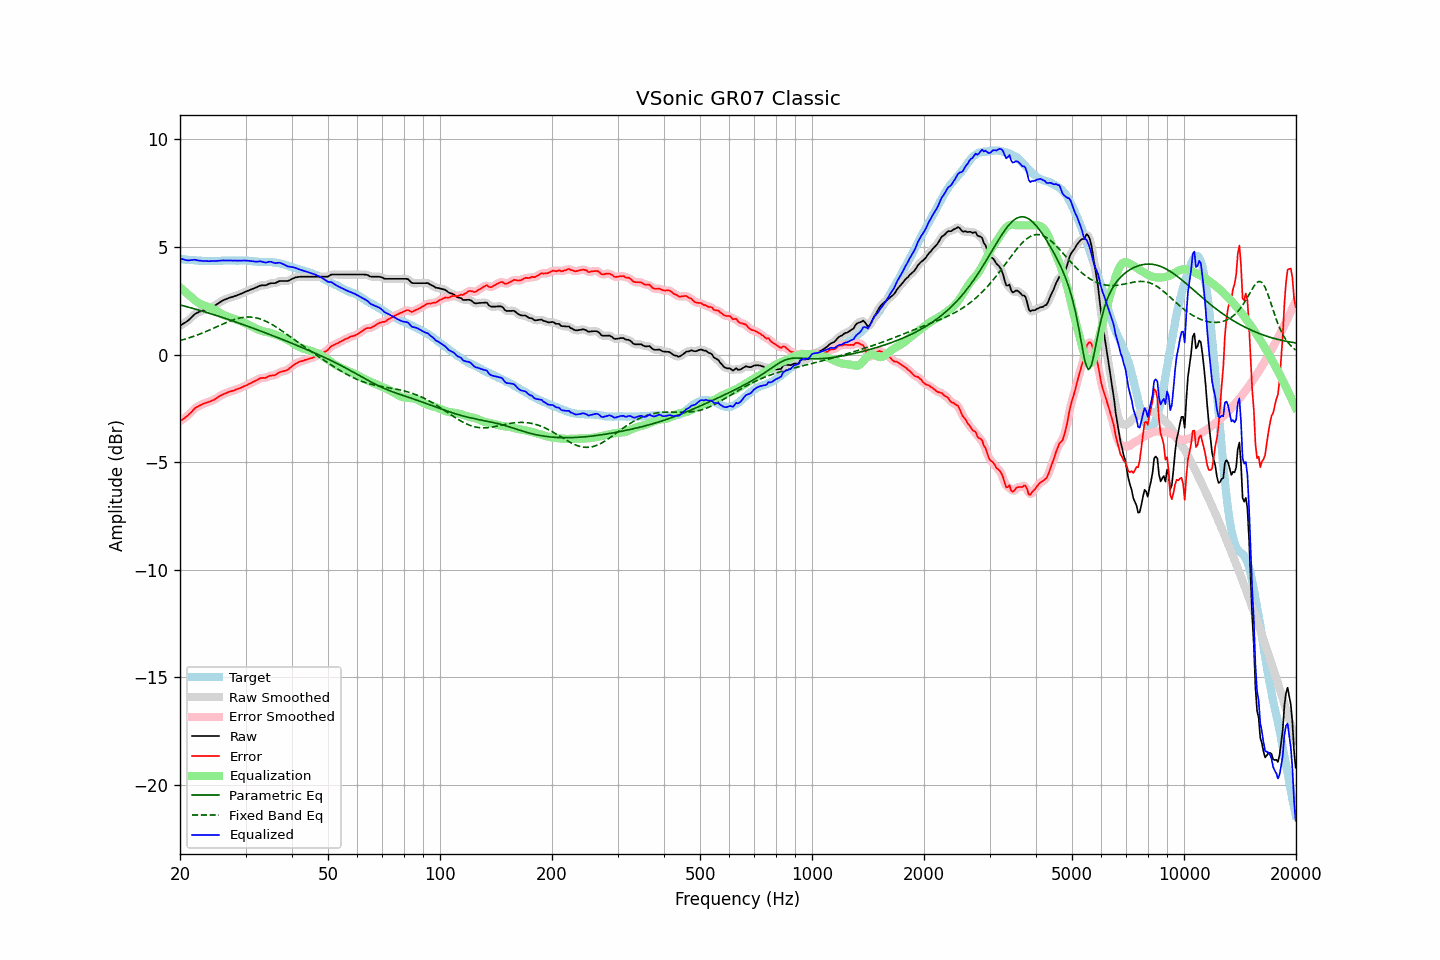 VSonic GR07 Classic
Amplitude (dBr)
10
5
0
−5
−10
−15
−20
Target
Raw Smoothed
Error Smoothed
Raw
Error
Equalization
Parametric Eq
Fixed Band Eq
Equalized
20 50 100 200 500 1000 2000 5000 10000 20000
Frequency (Hz)